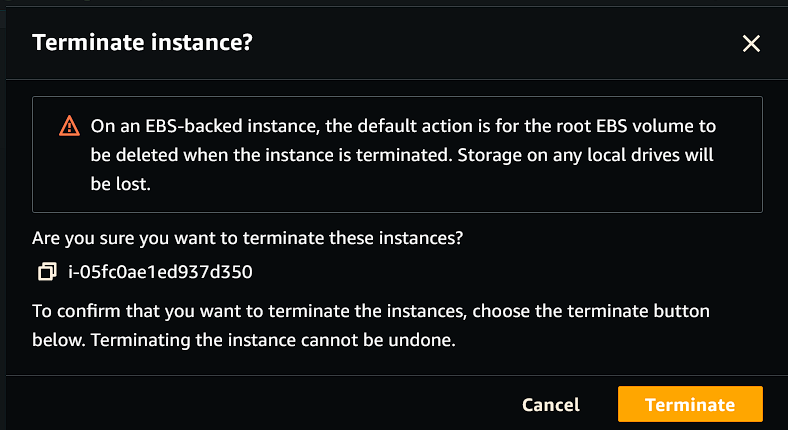 Terminate instance?
On an EBS-backed instance, the default action is for the root EBS volume to
be deleted when the instance is terminated. Storage on any local drives will
be lost.
Are you sure you want to terminate these instances?
i-05fc0ae1ed937d350
To confirm that you want to terminate the instances, choose the terminate button
below. Terminating the instance cannot be undone.
Cancel
Terminate